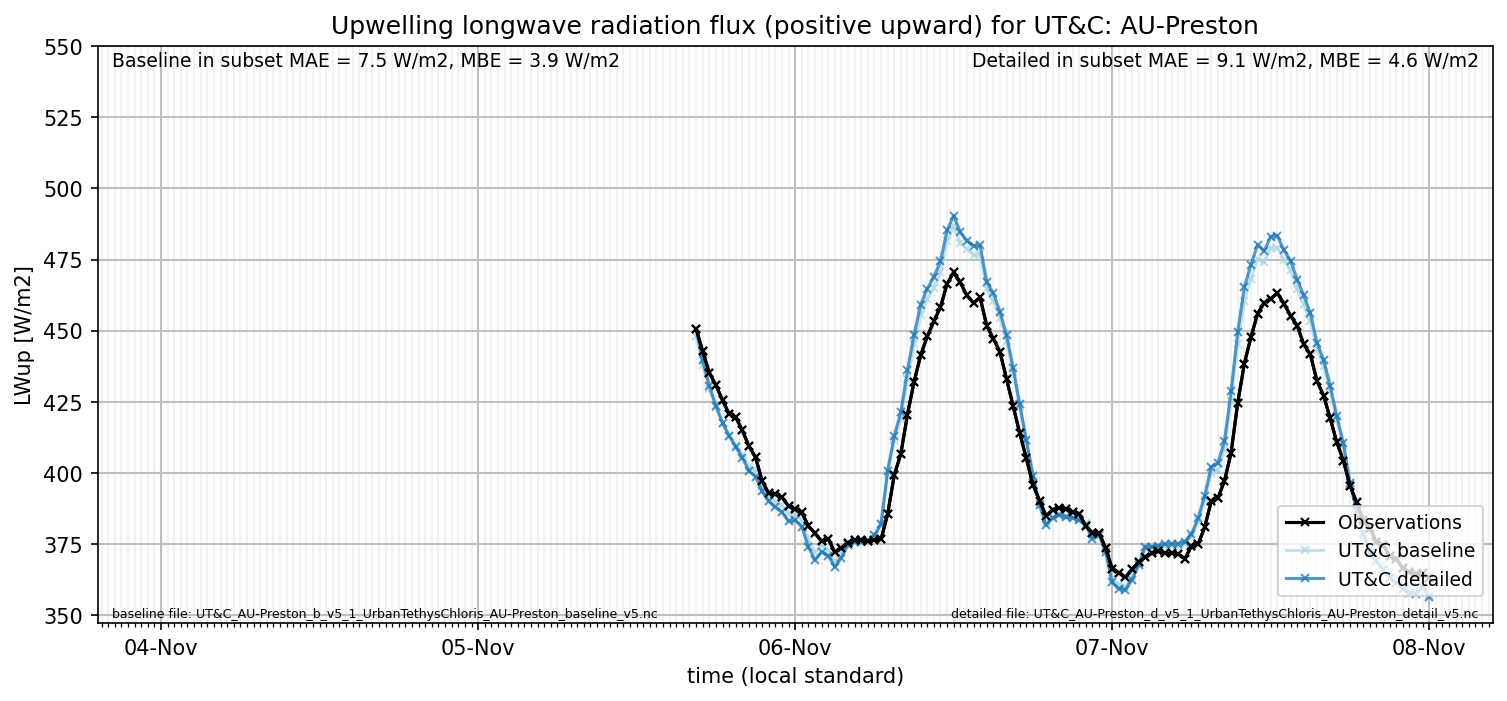 Upwelling longwave radiation flux (positive upward) for UT&C: AU-Preston
Baseline in subset MAE = 7.5 W/m2, MBE = 3.9 W/m2
Detailed in subset MAE = 9.1 W/m2, MBE = 4.6 W/m2
550
525
500
475
450
425
400
375
350
LWup [W/m2]
Observations
UT&C baseline
UT&C detailed
baseline file: UT&C_AU-Preston_b_v5_1_UrbanTethysChloris_AU-Preston_baseline_v5.nc
detailed file: UT&C_AU-Preston_d_v5_1_UrbanTethysChloris_AU-Preston_detail_v5.nc
04-Nov
05-Nov
06-Nov
07-Nov
08-Nov
time (local standard)